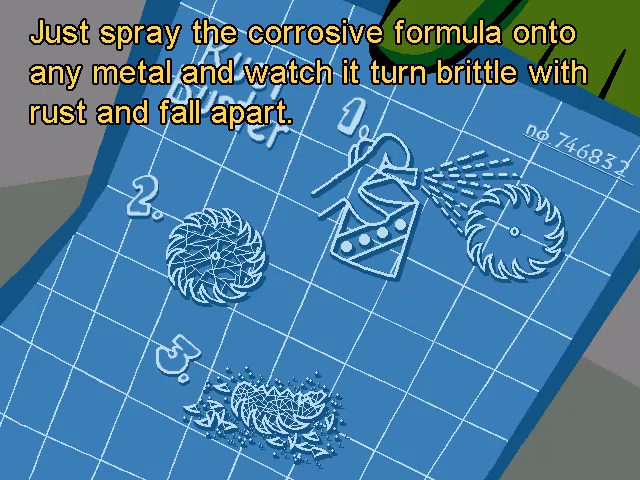 Just spray the corrosive formula onto
any metal and watch it turn brittle with
rust and fall apart.
1.
no.746832
2.
3.